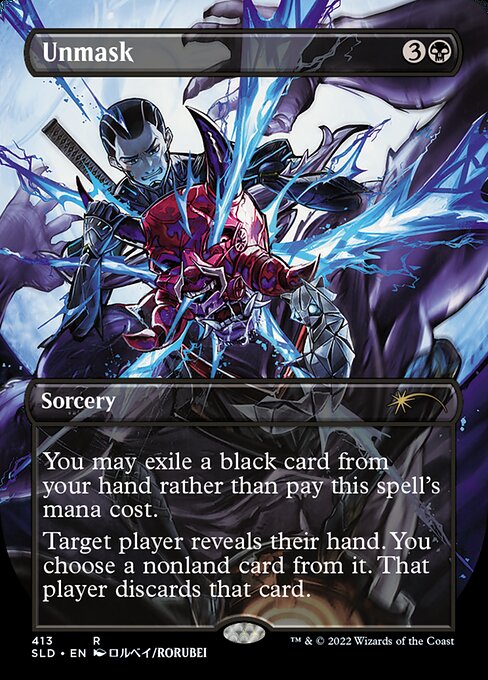 Unmask 3
Sorcery
You may exile a black card from
your hand rather than pay this spell's
mana cost.
Target player reveals their hand. You
choose a nonland card from it. That
player discards that card.
413 R
SLD • EN ロルベイ/RORUBEI
™ & © 2022 Wizards of the Coast